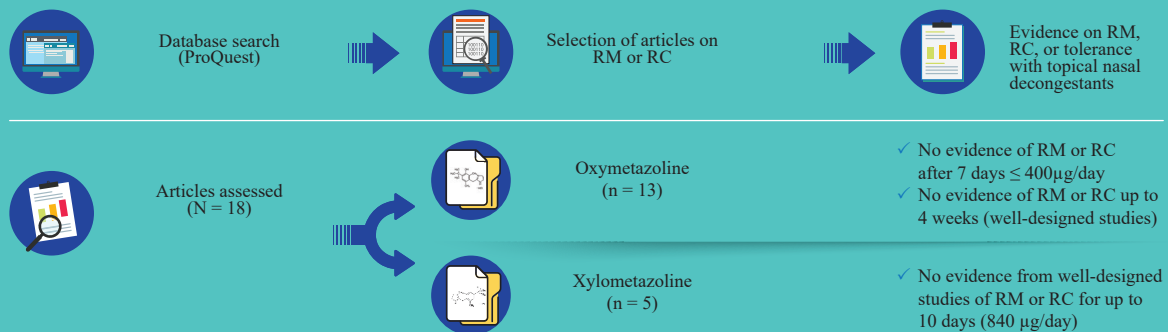 Database search
(ProQuest)
Selection of articles on
RM or RC
Evidence on RM,
RC, or tolerance
with topical nasal
decongestants
Articles assessed
(N = 18)
Oxymetazoline
(n = 13)
✓ No evidence of RM or RC
after 7 days ≤ 400µg/day
✓ No evidence of RM or RC up to
4 weeks (well-designed studies)
Xylometazoline
(n = 5)
✓ No evidence from well-designed
studies of RM or RC for up to
10 days (840 µg/day)